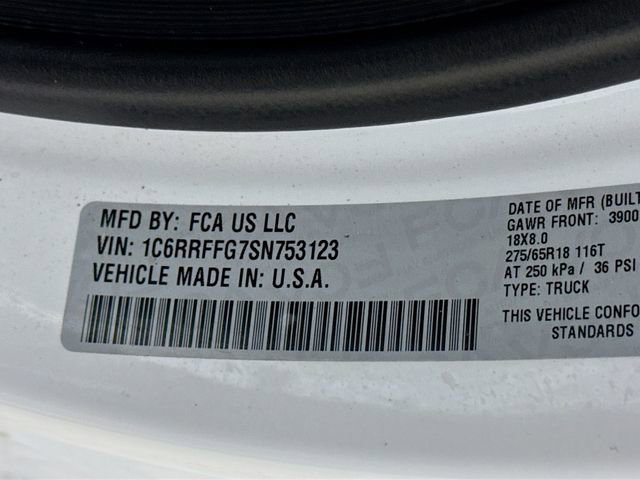 MFD BY: FCA US LLC
VIN: 1C6RRFFG7SN753123
VEHICLE MADE IN: U.S.A.
DATE OF MFR (BUILT
GAWR FRONT: 3900
18X8.0
275/65R18 116T
AT 250 kPa / 36 PSI
TYPE: TRUCK
THIS VEHICLE CONFO
STANDARDS